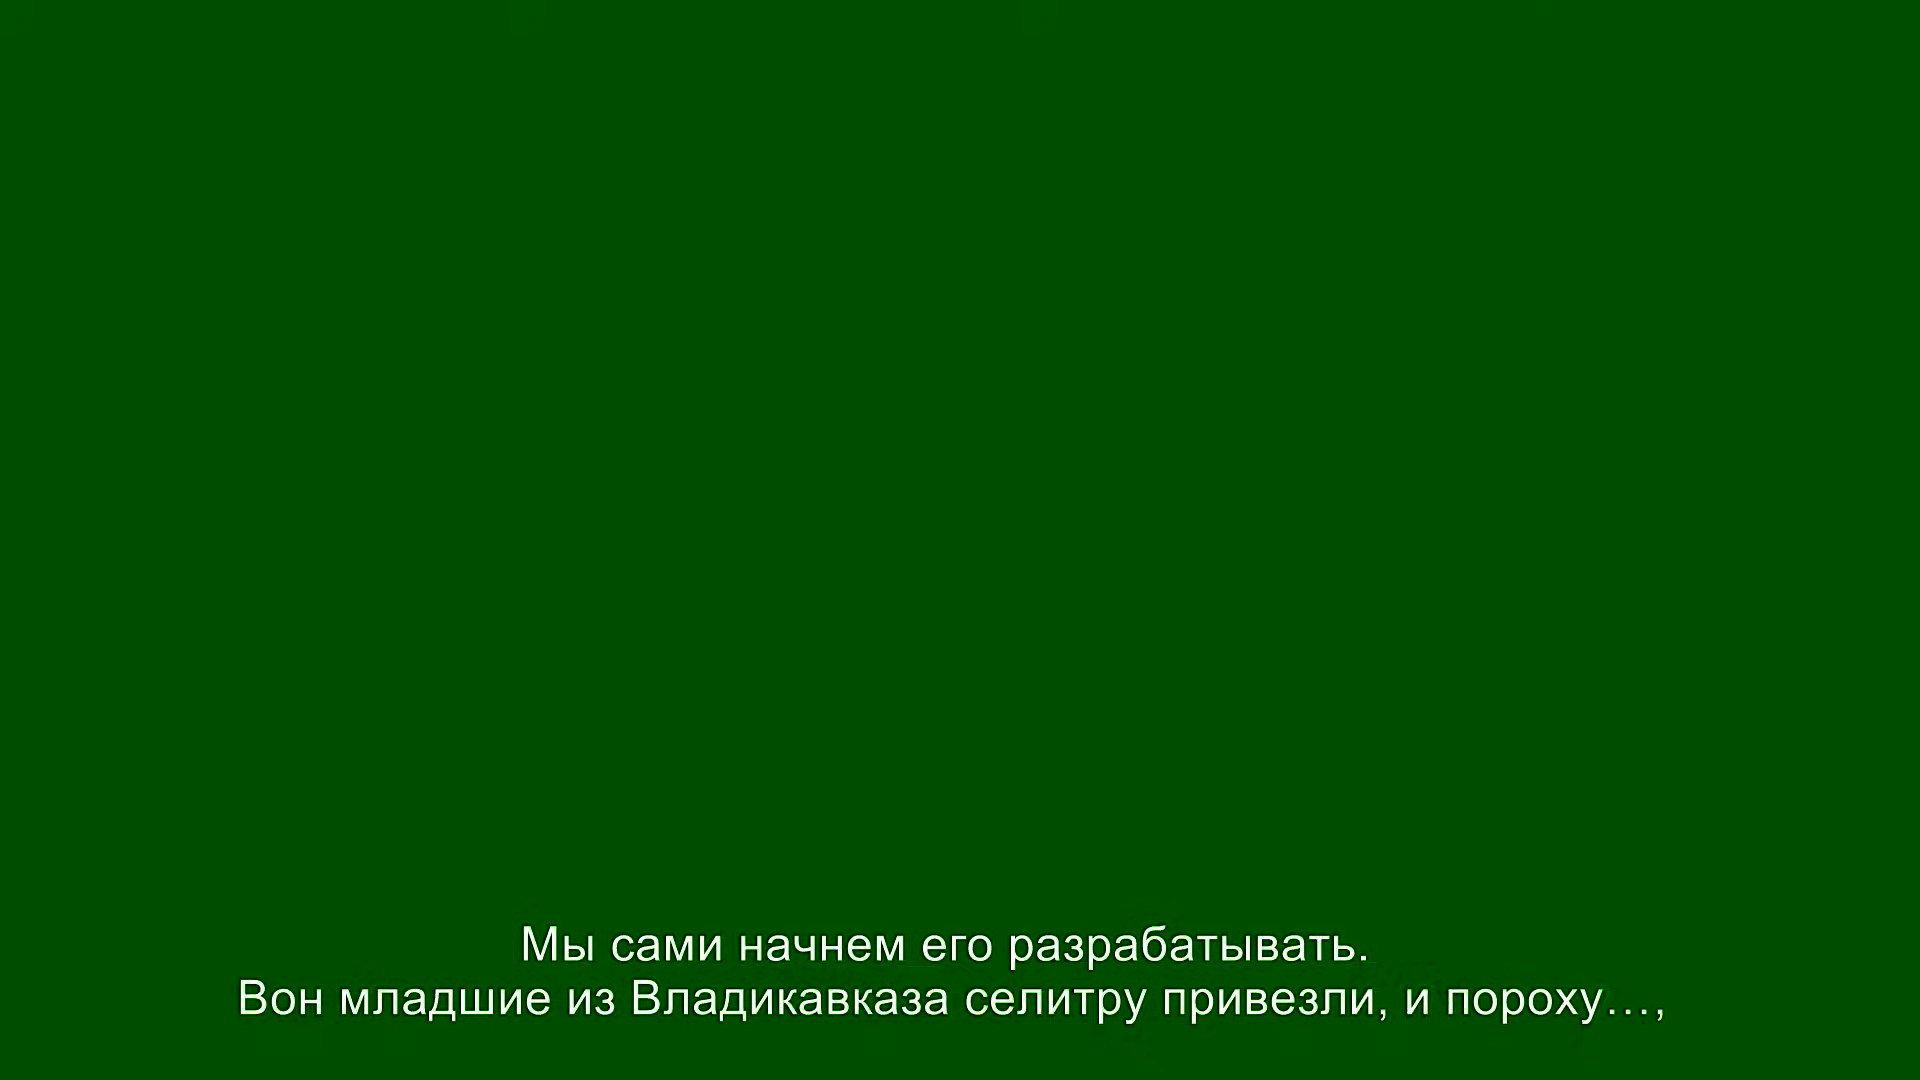 Мы сами начнем его разрабатывать.
Вон младшие из Владикавказа селитру привезли, и пороху…,